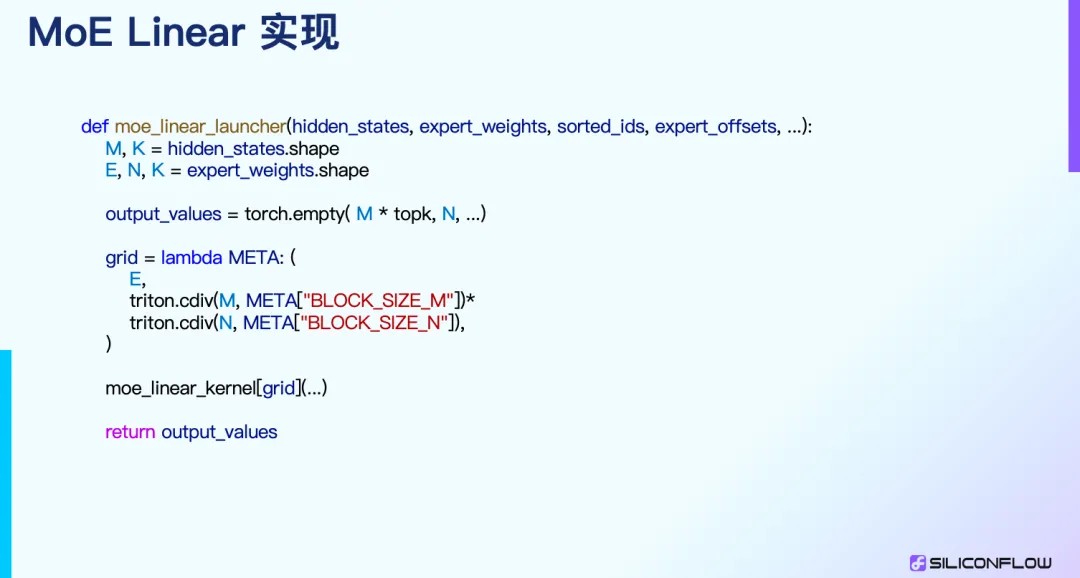 MoE Linear 实现
def moe_linear_launcher(hidden_states, expert_weights, sorted_ids, expert_offsets, ...):
M, K = hidden_states.shape
E, N, K = expert_weights.shape
output_values = torch.empty( M * topk, N, ...)
grid = lambda META: (
E,
triton.cdiv(M, META["BLOCK_SIZE_M"])*
triton.cdiv(N, META["BLOCK_SIZE_N"]),
)
moe_linear_kernel[grid](...)
return output_values
SILICONFLOW